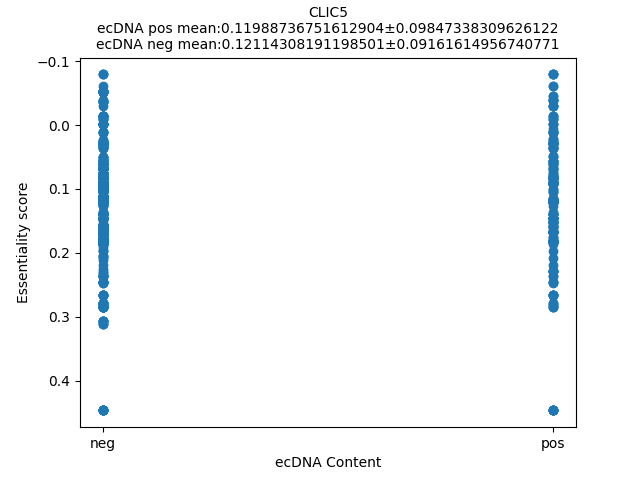 CLIC5
ecDNA pos mean:0.11988736751612904±0.09847338309626122
ecDNA neg mean:0.12114308191198501±0.09161614956740771
−0.1
0.0
0.1
0.2
0.3
0.4
Essentiality score
neg
pos
ecDNA Content